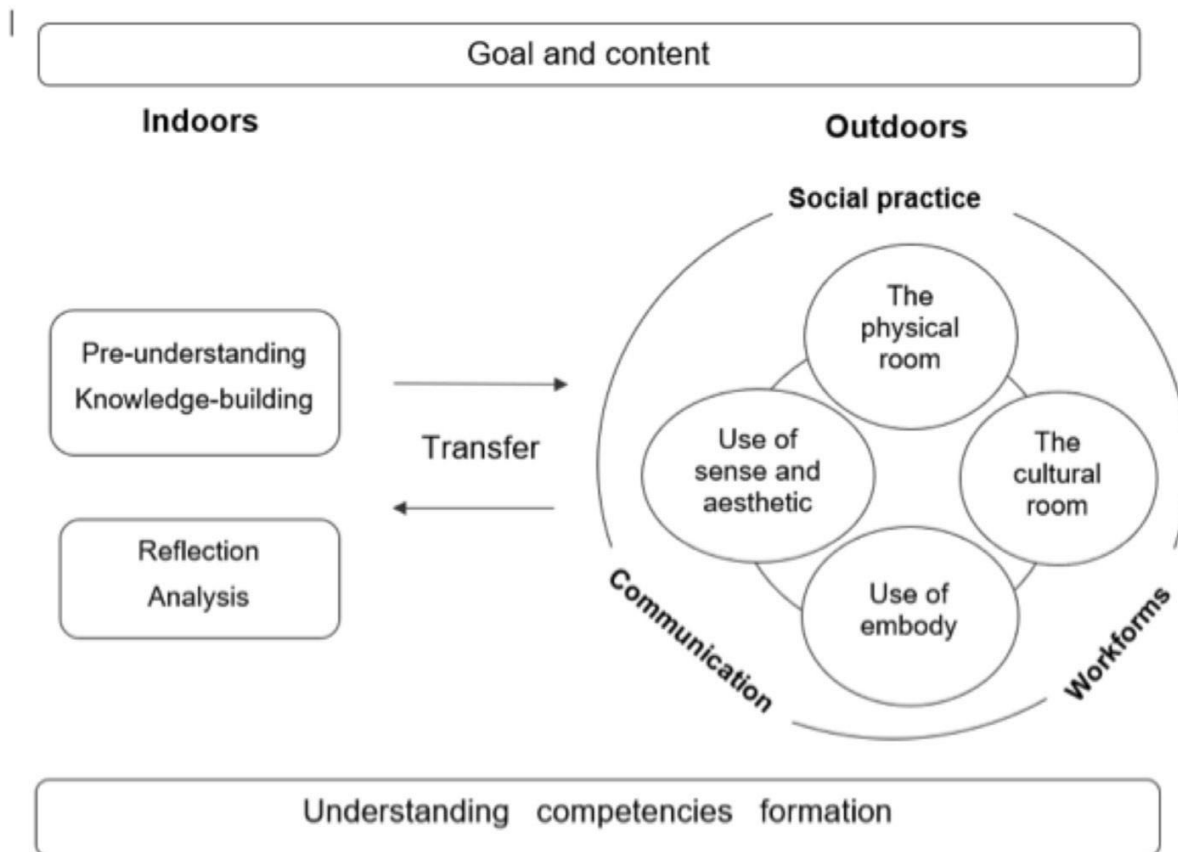 Goal and content
Indoors
Outdoors
Social practice
The
physical
room
Pre-understanding
Knowledge-building
Transfer
Use of
sense and
aesthetic
The
cultural
room
Reflection
Analysis
Use of
embody
Communication
Workforms
Understanding competencies formation